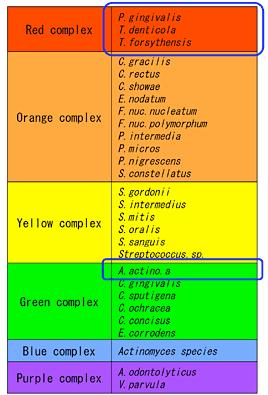 Red complex
P. gingivalis
T. denticola
T. forsythensis
Orange complex
C. gracilis
C. rectus
C. showae
E. nodatum
F. nuc. nucleatum
F. nuc. polymorphum
P. intermedia
P. micros
P. nigrescens
S. constellatus
Yellow complex
S. gordonii
S. intermedius
S. mitis
S. oralis
S. sanguis
Streptococcus sp.
Green complex
A. actino. a
C. gingivalis
C. sputigena
C. ochracea
C. concisus
E. corrodens
Blue complex
Actinomyces species
Purple complex
A. odontolyticus
V. parvula